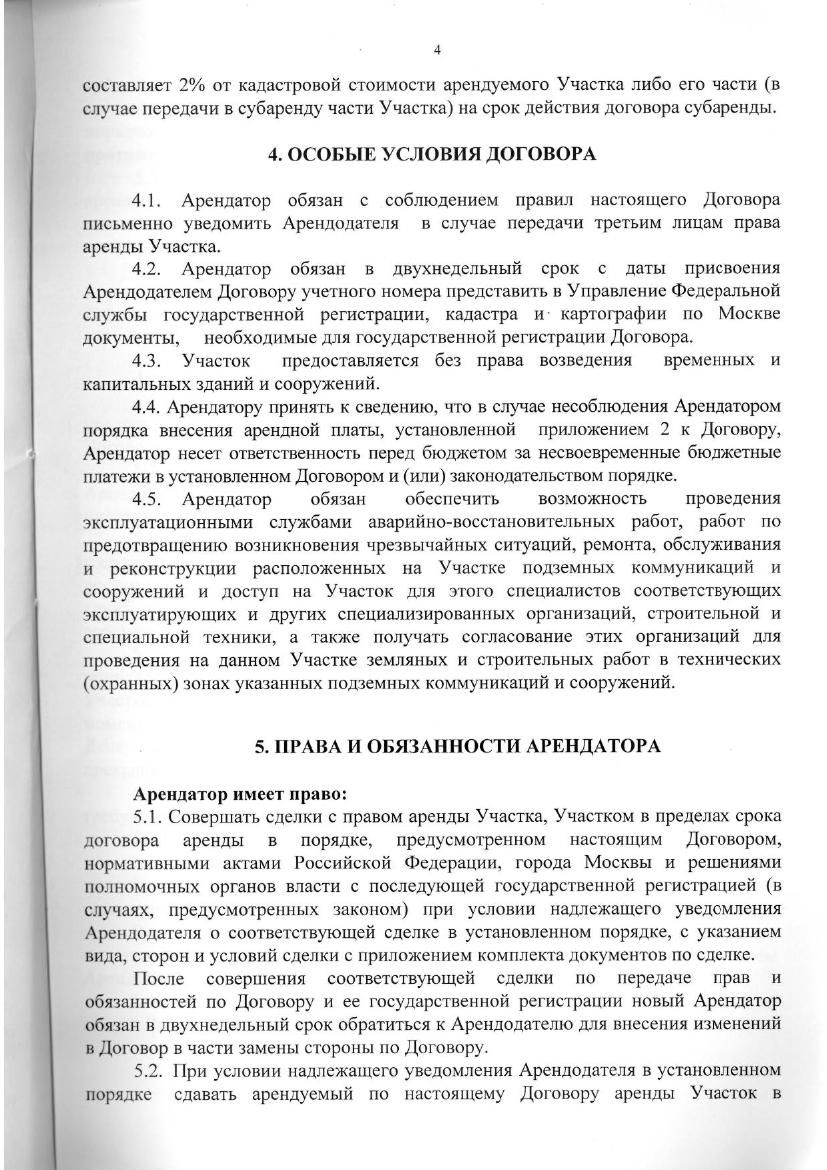 4
составляет 2% от кадастровой стоимости арендуемого Участка либо его части (в
случае передачи в субаренду части Участка) на срок действия договора субаренды.
4. ОСОБЫЕ УСЛОВИЯ ДОГОВОРА
4.1. Арендатор обязан с соблюдением правил настоящего Договора
письменно уведомить Арендодателя в случае передачи третьим лицам права
аренды Участка.
4.2. Арендатор обязан в двухнедельный срок с даты присвоения
Арендодателем Договору учетного номера представить в Управление Федеральной
службы государственной регистрации, кадастра и картографии по Москве
документы, необходимые для государственной регистрации Договора.
4.3. Участок предоставляется без права возведения временных и
капитальных зданий и сооружений.
4.4. Арендатору принять к сведению, что в случае несоблюдения Арендатором
порядка внесения арендной платы, установленной приложением 2 к Договору,
Арендатор несет ответственность перед бюджетом за несвоевременные бюджетные
платежи в установленном Договором и (или) законодательством порядке.
4.5. Арендатор обязан обеспечить возможность проведения
эксплуатационными службами аварийно-восстановительных работ, работ по
предотвращению возникновения чрезвычайных ситуаций, ремонта, обслуживания
и реконструкции расположенных на Участке подземных коммуникаций и
сооружений и доступ на Участок для этого специалистов соответствующих
эксплуатирующих и других специализированных организаций, строительной и
специальной техники, а также получать согласование этих организаций для
проведения на данном Участке земляных и строительных работ в технических
(охранных) зонах указанных подземных коммуникаций и сооружений.
5. ПРАВА И ОБЯЗАННОСТИ АРЕНДАТОРА
Арендатор имеет право:
5.1. Совершать сделки с правом аренды Участка, Участком в пределах срока
договора аренды в порядке, предусмотренном настоящим Договором,
нормативными актами Российской Федерации, города Москвы и решениями
полномочных органов власти с последующей государственной регистрацией (в
случаях, предусмотренных законом) при условии надлежащего уведомления
Арендодателя о соответствующей сделке в установленном порядке, с указанием
вида, сторон и условий сделки с приложением комплекта документов по сделке.
После совершения соответствующей сделки по передаче прав и
обязанностей по Договору и ее государственной регистрации новый Арендатор
обязан в двухнедельный срок обратиться к Арендодателю для внесения изменений
в Договор в части замены стороны по Договору.
5.2. При условии надлежащего уведомления Арендодателя в установленном
порядке сдавать арендуемый по настоящему Договору аренды Участок в